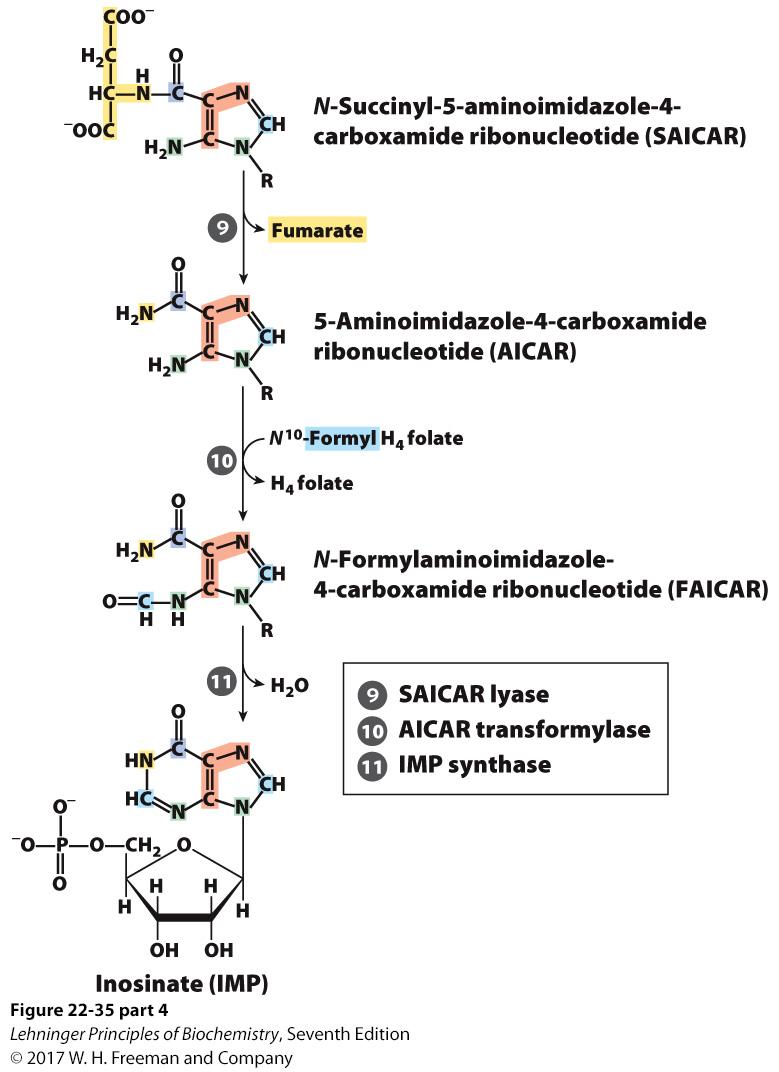 COO⁻
H₂C
O
H
HC—N—C
C
N
CH
⁻OOC
H₂N
C
N
R
N-Succinyl-5-aminoimidazole-4-
carboxamide ribonucleotide (SAICAR)
9
Fumarate
O
H₂N
C
C
N
CH
H₂N
C
N
R
5-Aminoimidazole-4-carboxamide
ribonucleotide (AICAR)
10
N¹⁰-Formyl H₄ folate
H₄ folate
O
H₂N
C
C
N
CH
O=C—N
C
N
H
H
R
N-Formylaminoimidazole-
4-carboxamide ribonucleotide (FAICAR)
11
H₂O
9 SAICAR lyase
10 AICAR transformylase
11 IMP synthase
O
C
C
N
HN
CH
HC
N
C
N
O⁻
⁻O—P—O—CH₂
O
O
H
H
H
H
OH
OH
Inosinate (IMP)
Figure 22-35 part 4
Lehninger Principles of Biochemistry, Seventh Edition
© 2017 W. H. Freeman and Company